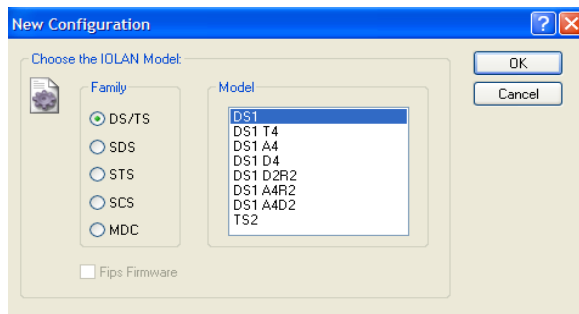 New Configuration
Choose the IOLAN Model:
OK
Cancel
Family
Model
DS/TS
SDS
STS
SCS
MDC
DS1
DS1 T4
DS1 A4
DS1 D4
DS1 D2R2
DS1 A4R2
DS1 A4D2
TS2
Fips Firmware